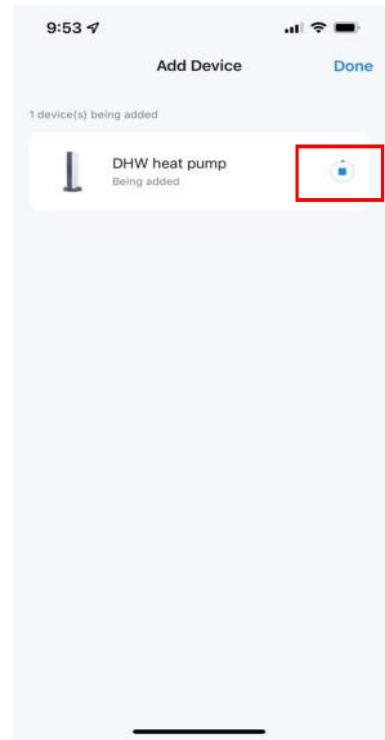 9:53
Add Device
Done
1 device(s) being added
DHW heat pump
Being added